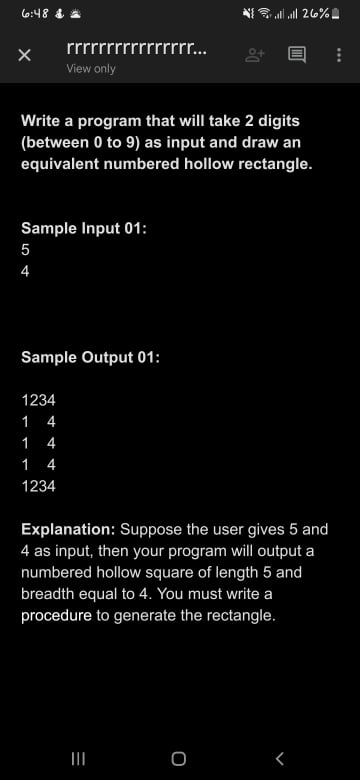 6:48 26%
rrrrrrrrrrrrrrrr...
View only
Write a program that will take 2 digits
(between 0 to 9) as input and draw an
equivalent numbered hollow rectangle.
Sample Input 01:
5
4
Sample Output 01:
1234
1 4
1 4
1 4
1234
Explanation: Suppose the user gives 5 and
4 as input, then your program will output a
numbered hollow square of length 5 and
breadth equal to 4. You must write a
procedure to generate the rectangle.